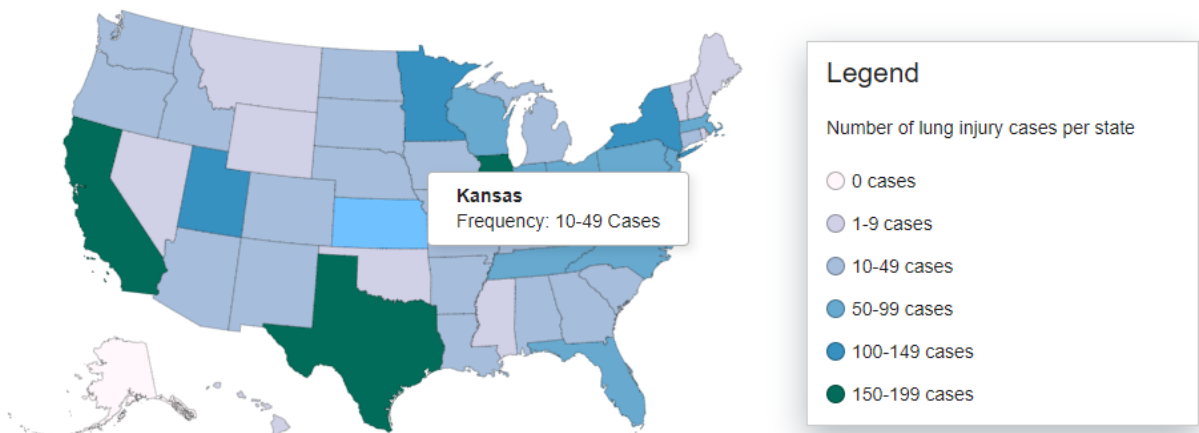 Kansas
Frequency: 10-49 Cases
Legend
Number of lung injury cases per state
0 cases
1-9 cases
10-49 cases
50-99 cases
100-149 cases
150-199 cases